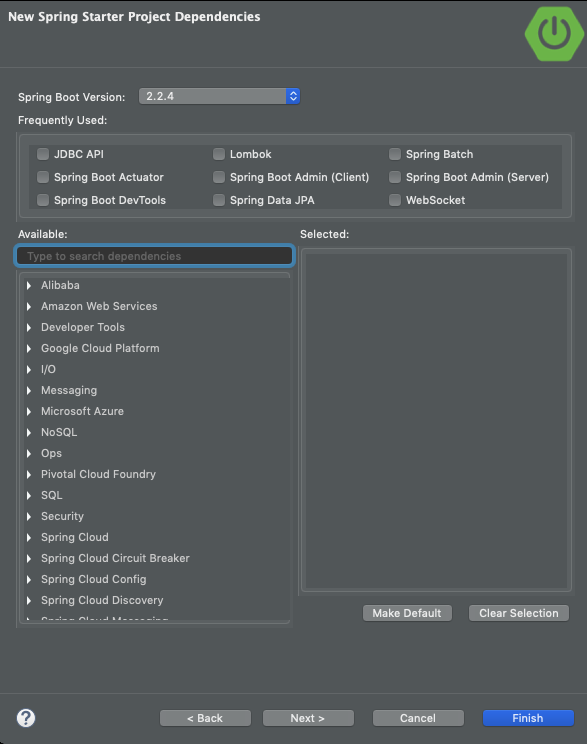 New Spring Starter Project Dependencies
Spring Boot Version: 2.2.4
Frequently Used:
JDBC API Lombok Spring Batch
Spring Boot Actuator Spring Boot Admin (Client) Spring Boot Admin (Server)
Spring Boot DevTools Spring Data JPA WebSocket
Available: Selected:
Type to search dependencies
Alibaba
Amazon Web Services
Developer Tools
Google Cloud Platform
I/O
Messaging
Microsoft Azure
NoSQL
Ops
Pivotal Cloud Foundry
SQL
Security
Spring Cloud
Spring Cloud Circuit Breaker
Spring Cloud Config
Spring Cloud Discovery
Spring Cloud Messaging
Make Default Clear Selection
? < Back Next > Cancel Finish